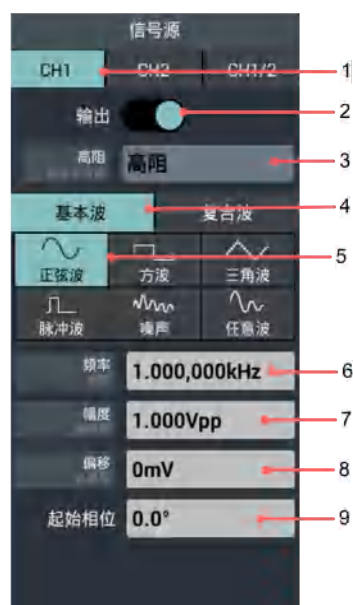 信号源
CH1 CH2 CH1/2 1
输出 2
高阻 高阻 3
基本波 复合波 4
正弦波 方波 三角波 5
脉冲波 噪声 任意波
频率 1.000,000kHz 6
幅度 1.000Vpp 7
偏移 0mV 8
起始相位 0.0° 9